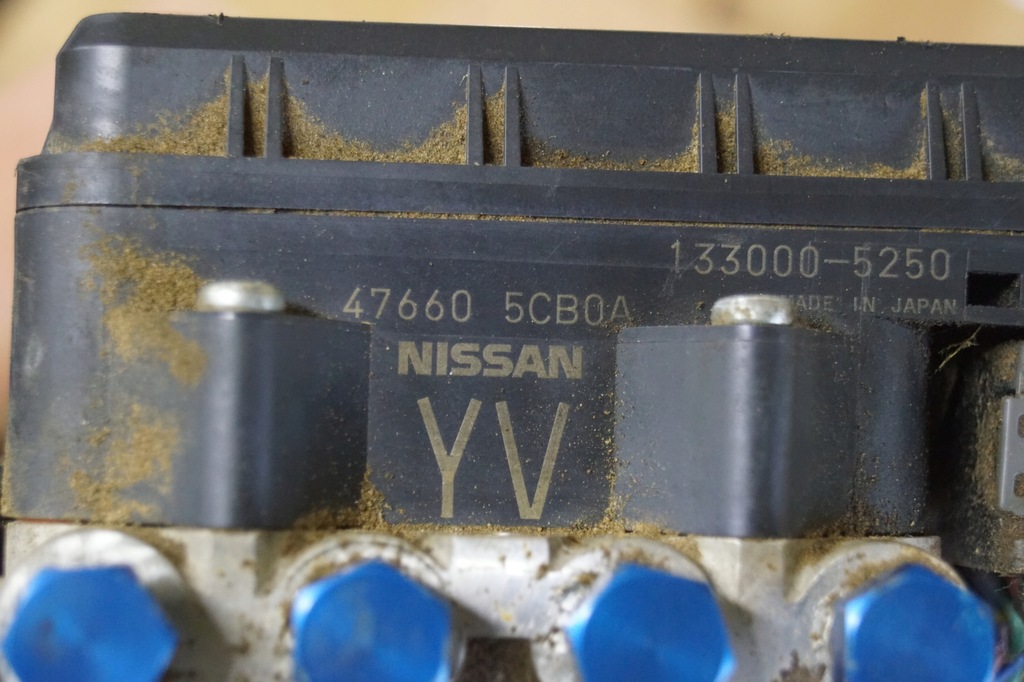 133000-5250
MADE IN JAPAN
47660 5CB0A
NISSAN
YV